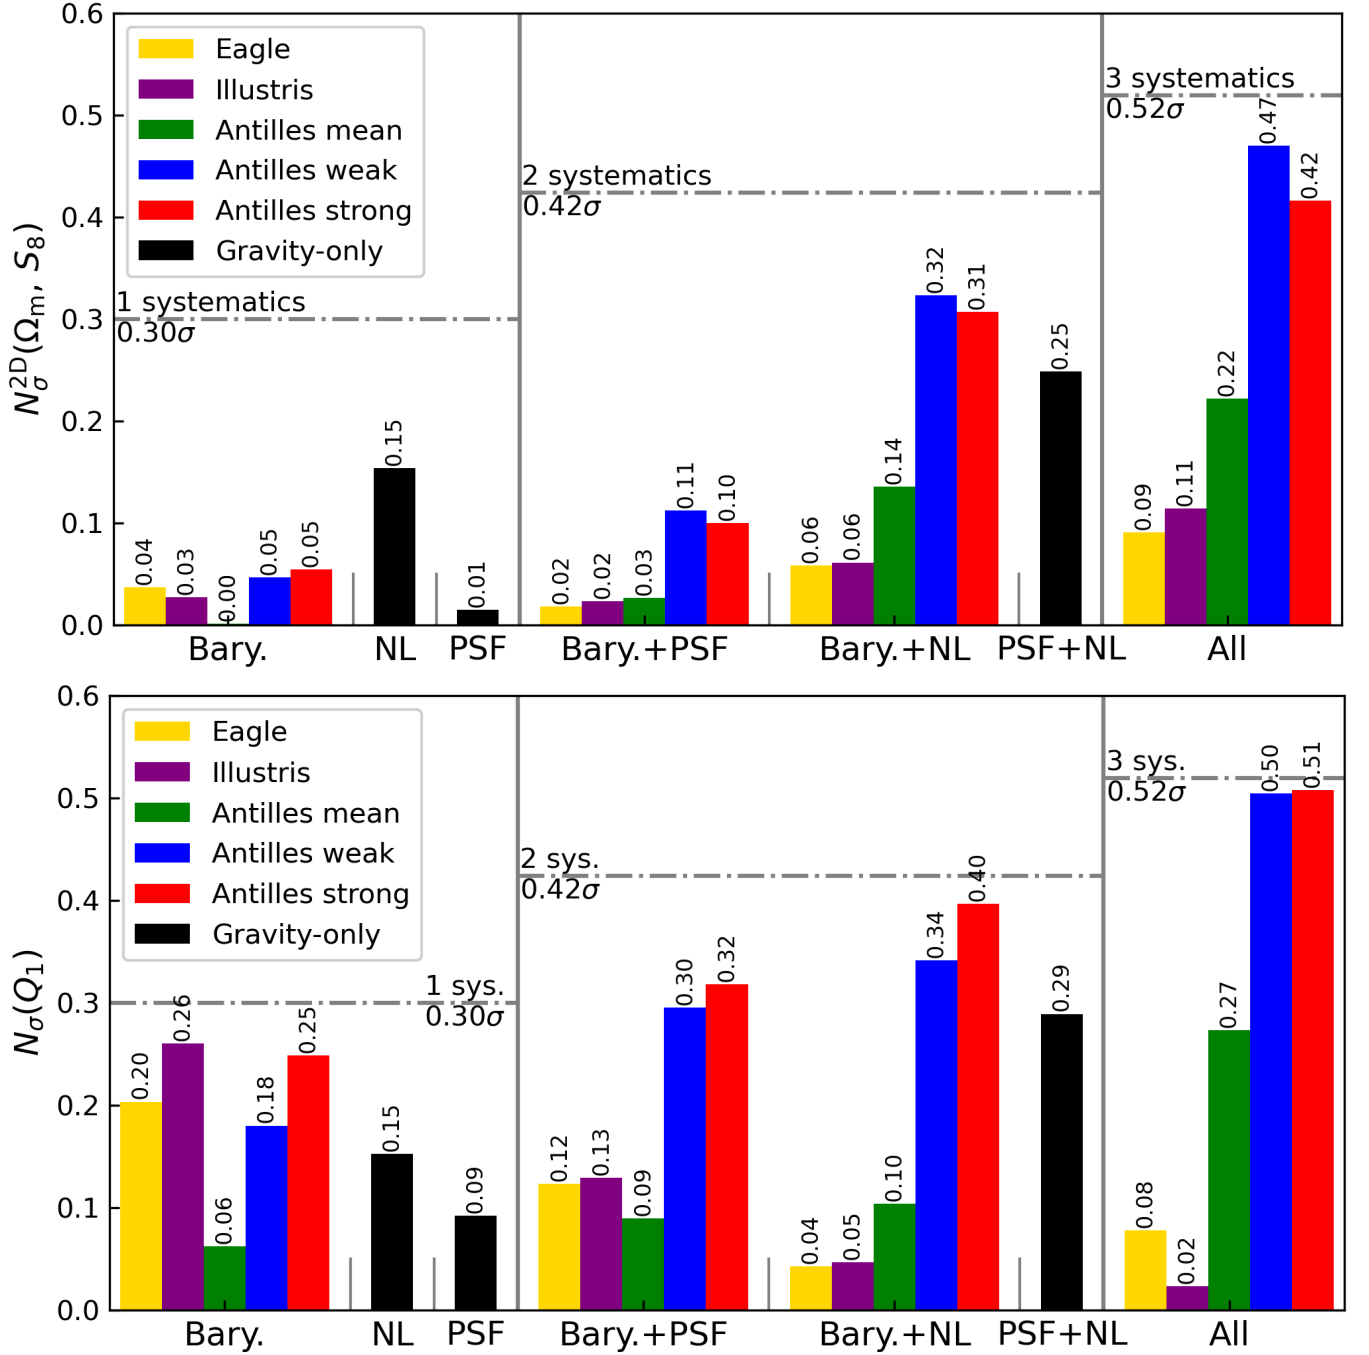 0.6
0.5
0.4
0.3
0.2
0.1
0.0
N_σ^2D(Ω_m, S_8)
Eagle
Illustris
Antilles mean
Antilles weak
Antilles strong
Gravity-only
1 systematics
0.30σ
2 systematics
0.42σ
3 systematics
0.52σ
0.04
0.03
0.00
0.05
0.05
0.15
0.01
0.02
0.02
0.03
0.11
0.10
0.06
0.06
0.14
0.32
0.31
0.25
0.09
0.11
0.22
0.47
0.42
Bary.
NL
PSF
Bary.+PSF
Bary.+NL
PSF+NL
All
0.6
0.5
0.4
0.3
0.2
0.1
0.0
N_σ(Q_1)
Eagle
Illustris
Antilles mean
Antilles weak
Antilles strong
Gravity-only
1 sys.
0.30σ
2 sys.
0.42σ
3 sys.
0.52σ
0.20
0.26
0.06
0.18
0.25
0.15
0.09
0.12
0.13
0.09
0.30
0.32
0.04
0.05
0.10
0.34
0.40
0.29
0.08
0.02
0.27
0.50
0.51
Bary.
NL
PSF
Bary.+PSF
Bary.+NL
PSF+NL
All